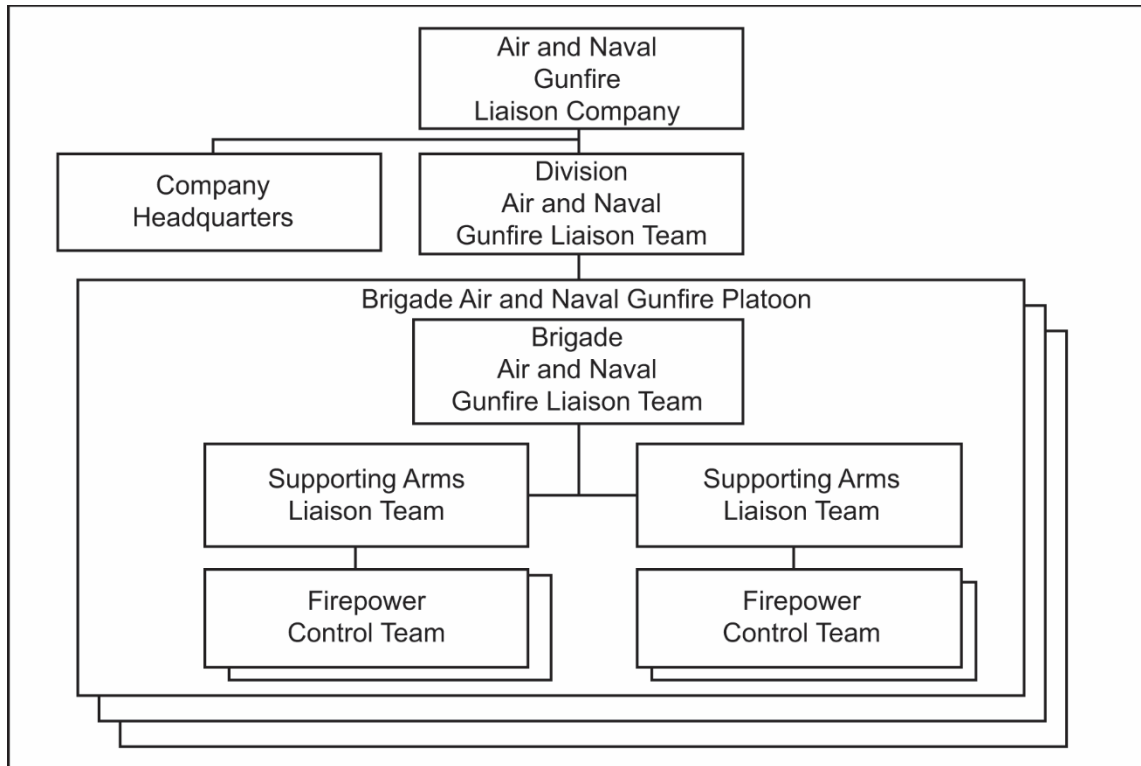 Air and Naval
Gunfire
Liaison Company
Company
Headquarters
Division
Air and Naval
Gunfire Liaison Team
Brigade Air and Naval Gunfire Platoon
Brigade
Air and Naval
Gunfire Liaison Team
Supporting Arms
Liaison Team
Supporting Arms
Liaison Team
Firepower
Control Team
Firepower
Control Team